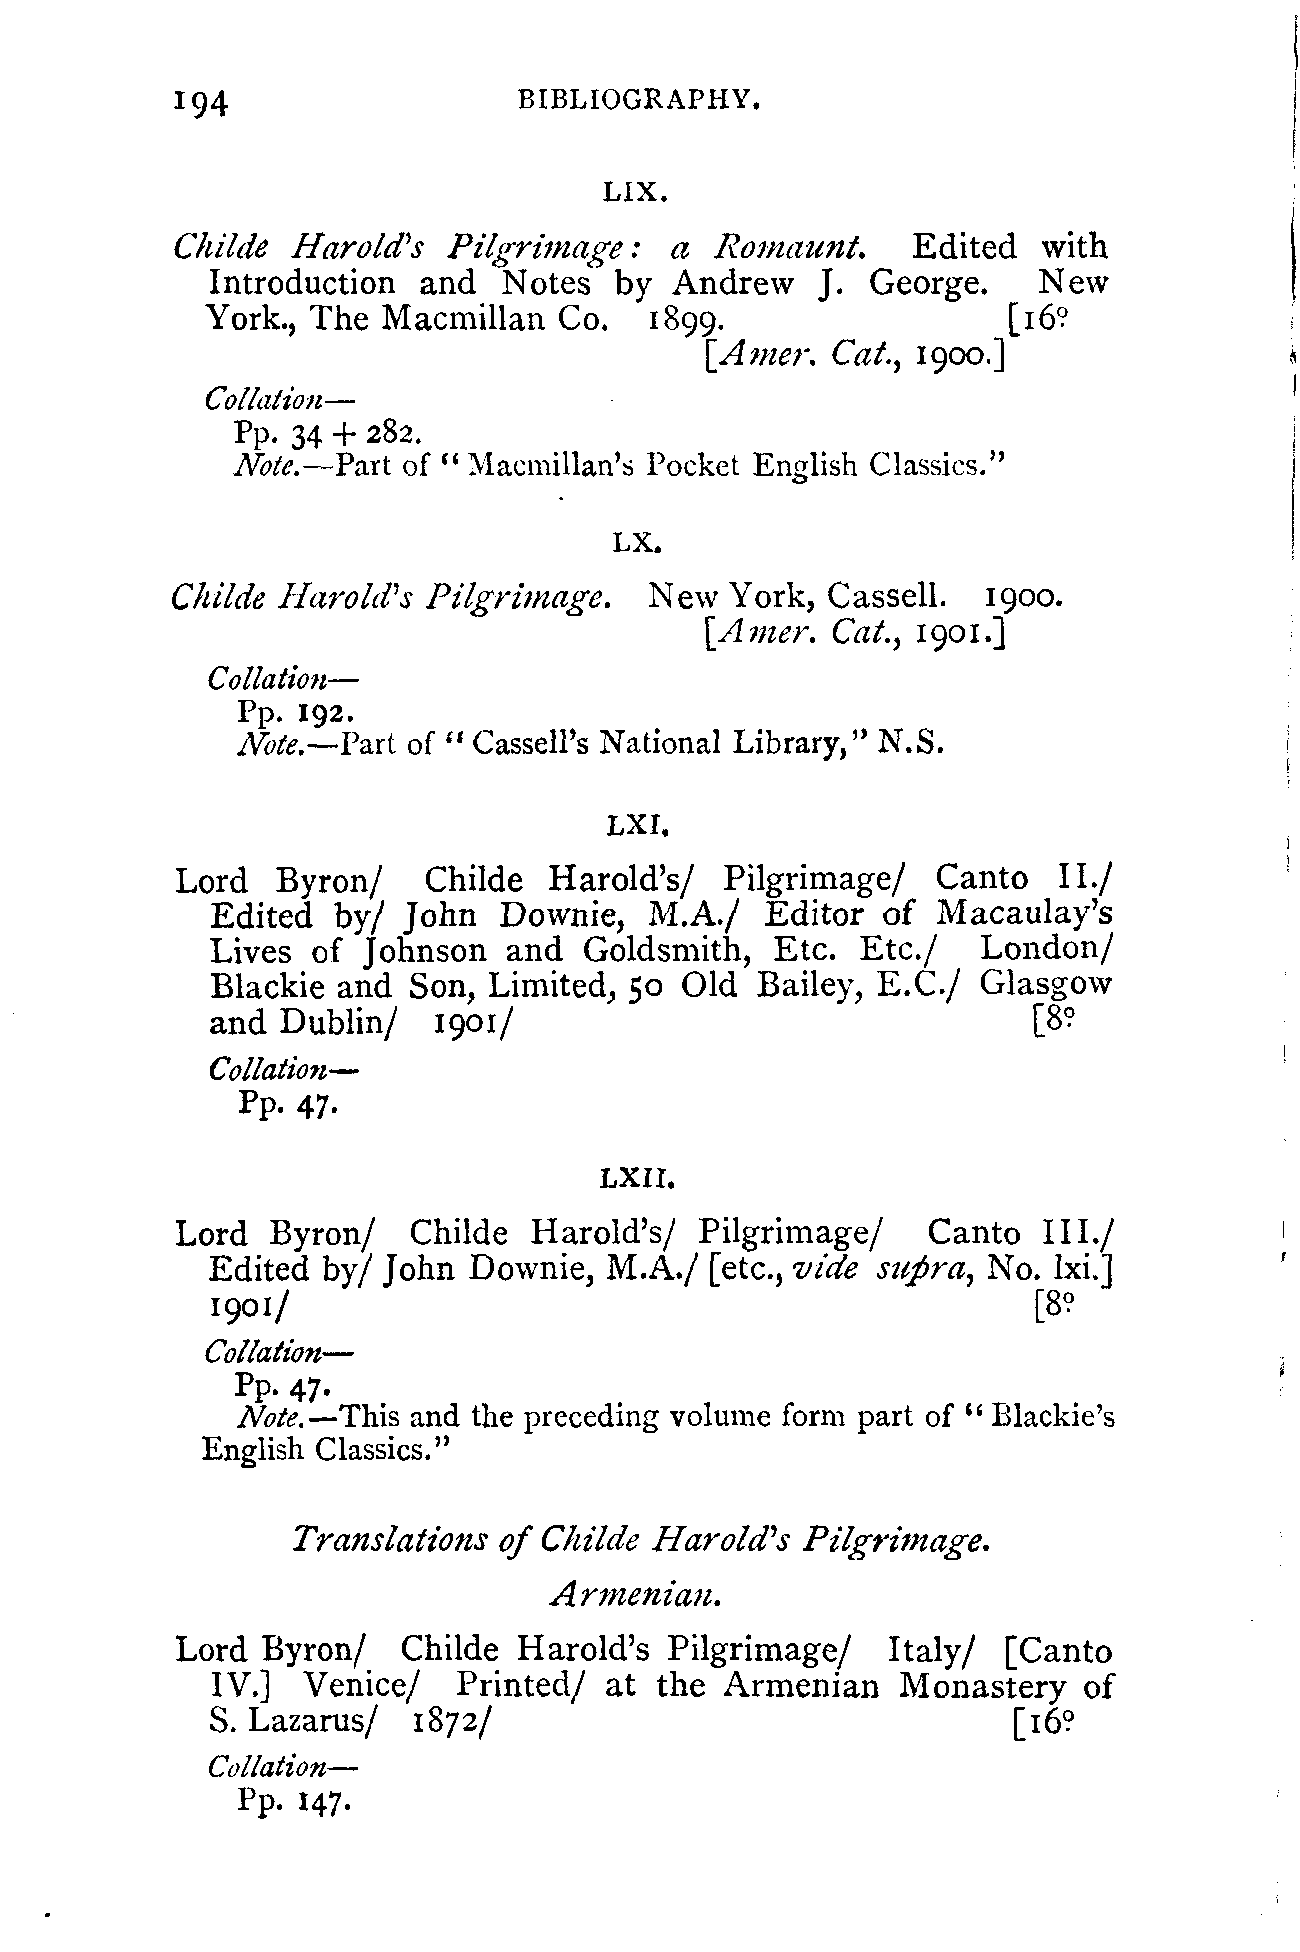 194 BIBLIOGRAPHY.
LIX.
Childe Harold's Pilgrimage: a Romaunt. Edited with
Introduction and Notes by Andrew J. George. New
York., The Macmillan Co. 1899. [16º
[Amer. Cat., 1900.]
Collation—
Pp. 34 + 282.
Note.—Part of "Macmillan's Pocket English Classics."
LX.
Childe Harold's Pilgrimage. New York, Cassell. 1900.
[Amer. Cat., 1901.]
Collation—
Pp. 192.
Note.—Part of "Cassell's National Library," N.S.
LXI.
Lord Byron/ Childe Harold's/ Pilgrimage/ Canto II./
Edited by/ John Downie, M.A./ Editor of Macaulay's
Lives of Johnson and Goldsmith, Etc. Etc./ London/
Blackie and Son, Limited, 50 Old Bailey, E.C./ Glasgow
and Dublin/ 1901/ [8º
Collation—
Pp. 47.
LXII.
Lord Byron/ Childe Harold's/ Pilgrimage/ Canto III./
Edited by/ John Downie, M.A./ [etc., vide supra, No. lxi.]
1901/ [8º
Collation—
Pp. 47.
Note.—This and the preceding volume form part of "Blackie's
English Classics."
Translations of Childe Harold's Pilgrimage.
Armenian.
Lord Byron/ Childe Harold's Pilgrimage/ Italy/ [Canto
IV.] Venice/ Printed/ at the Armenian Monastery of
S. Lazarus/ 1872/ [16º
Collation—
Pp. 147.